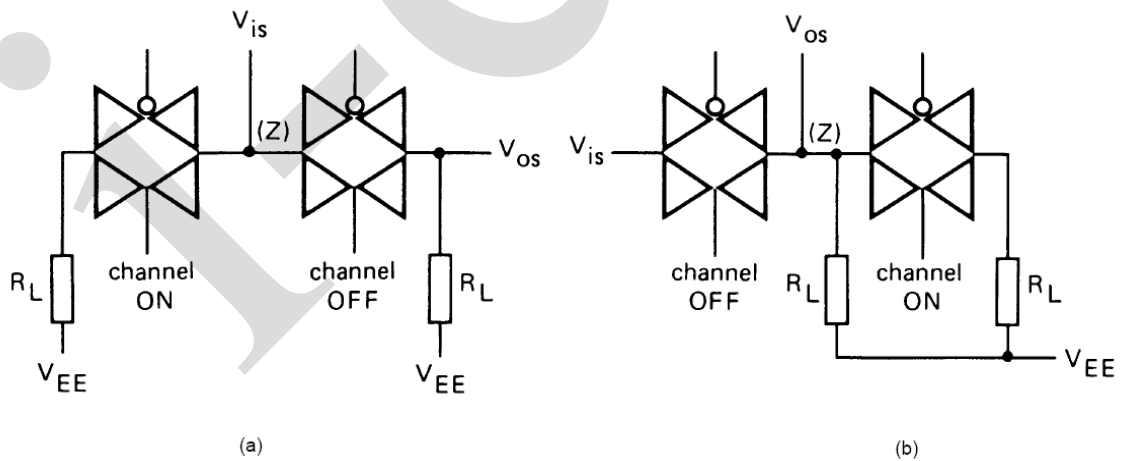 V_is
(Z)
V_os
R_L
channel
ON
channel
OFF
R_L
V_EE
V_EE
(a)
V_os
V_is
(Z)
channel
OFF
R_L
channel
ON
R_L
V_EE
(b)